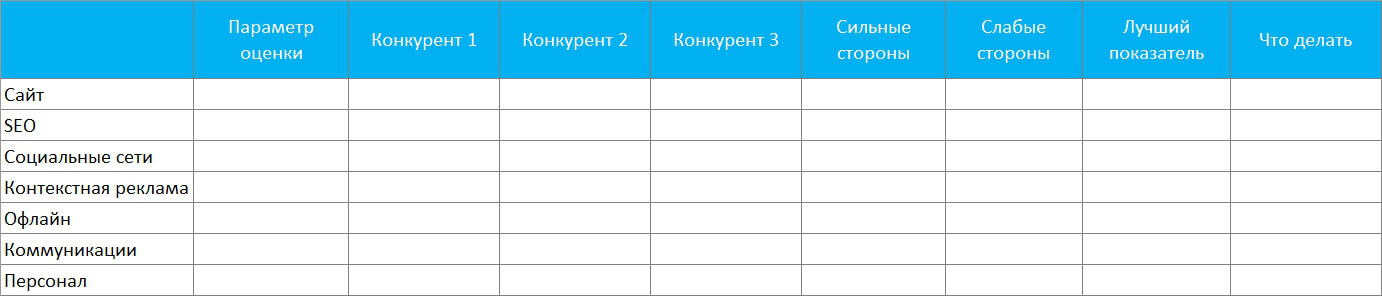 Параметр оценки
Конкурент 1
Конкурент 2
Конкурент 3
Сильные стороны
Слабые стороны
Лучший показатель
Что делать
Сайт
SEO
Социальные сети
Контекстная реклама
Офлайн
Коммуникации
Персонал